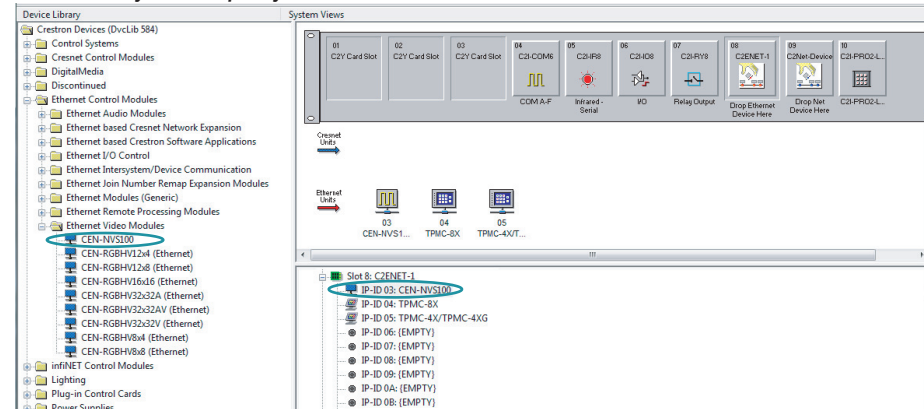 Device Library
Crestron Devices (DvcLib 584)
Control Systems
Cresnet Control Modules
DigitalMedia
Discontinued
Ethernet Control Modules
Ethernet Audio Modules
Ethernet based Cresnet Network Expansion
Ethernet based Crestron Software Applications
Ethernet I/O Control
Ethernet Intersystem/Device Communication
Ethernet Join Number Remap Expansion Modules
Ethernet Modules (Generic)
Ethernet Remote Processing Modules
Ethernet Video Modules
CEN-NVS100
CEN-RGBHV12x4 (Ethernet)
CEN-RGBHV12x8 (Ethernet)
CEN-RGBHV16x16 (Ethernet)
CEN-RGBHV32x32A (Ethernet)
CEN-RGBHV32x32AV (Ethernet)
CEN-RGBHV32x32V (Ethernet)
CEN-RGBHV8x4 (Ethernet)
CEN-RGBHV8x8 (Ethernet)
infiNET Control Modules
Lighting
Plug-in Control Cards
Power Supplies
System Views
01 02 03 04 05 06 07 08 09 10
C2Y Card Slot C2Y Card Slot C2Y Card Slot C2I-COM6 C2I-IR8 C2I-IO8 C2I-RY8 C2ENET-1 C2Net-Device C2I-PRO2-L...
COM A-F Infrared - Serial I/O Relay Output Drop Ethernet Device Here Drop Net Device Here C2I-PRO2-L...
Cresnet
Units
Ethernet
Units
03 04 05
CEN-NVS1... TPMC-8X TPMC-4X/T...
Slot 8: C2ENET-1
IP-ID 03: CEN-NVS100
IP-ID 04: TPMC-8X
IP-ID 05: TPMC-4X/TPMC-4XG
IP-ID 06: {EMPTY}
IP-ID 07: {EMPTY}
IP-ID 08: {EMPTY}
IP-ID 09: {EMPTY}
IP-ID 0A: {EMPTY}
IP-ID 0B: {EMPTY}